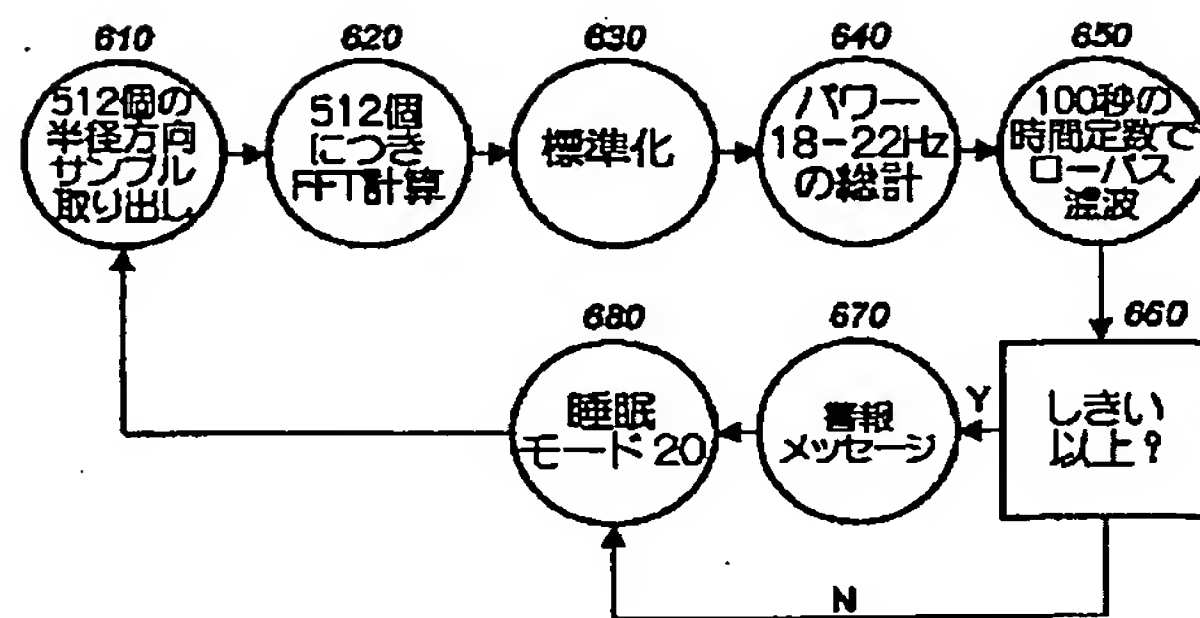 610
512個の
半径方向
サンプル
取り出し
620
512個
につき
FFT計算
630
標準化
640
パワー
18-22Hz
の総計
650
100秒の
時間定数で
ローパス
濾波
660
しきい
以上?
Y
670
警報
メッセージ
680
睡眠
モード20
N